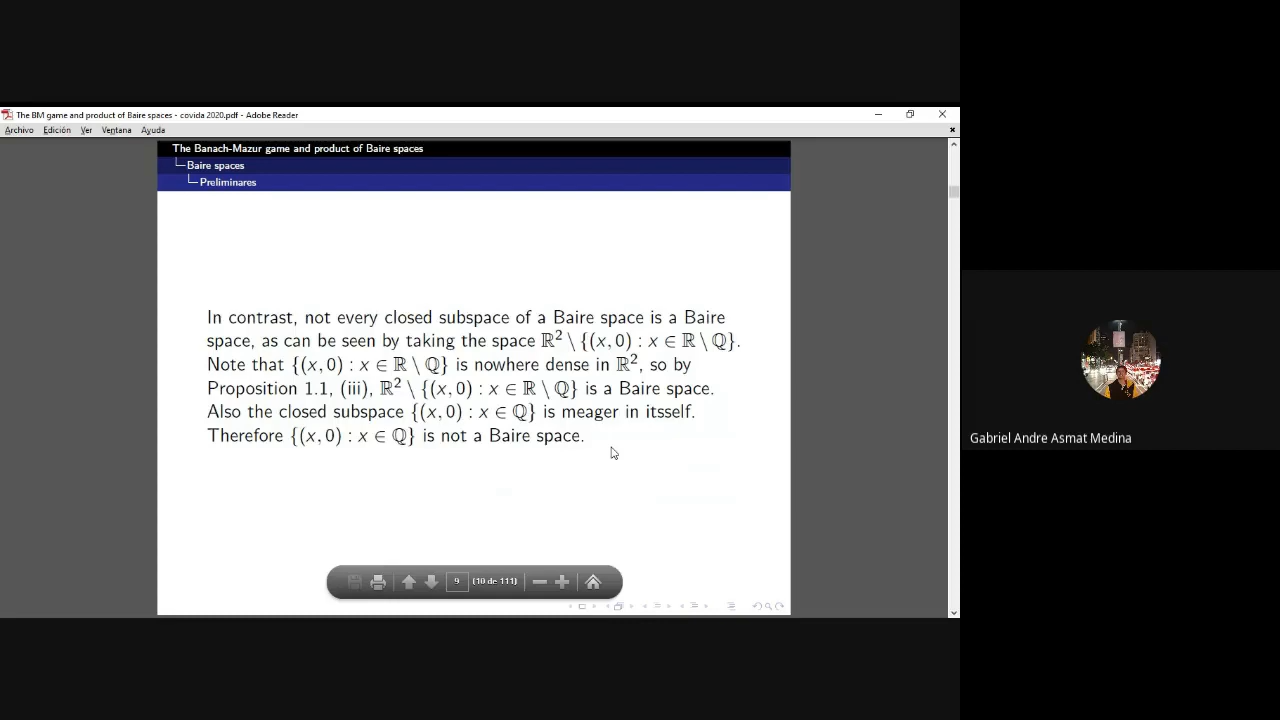 The BM game and product of Baire spaces - covida 2020.pdf - Adobe Reader
Archivo Edición Ver Ventana Ayuda
The Banach-Mazur game and product of Baire spaces
Baire spaces
Preliminares
In contrast, not every closed subspace of a Baire space is a Baire
space, as can be seen by taking the space ℝ² \ {(x, 0) : x ∈ ℝ \ ℚ}.
Note that {(x, 0) : x ∈ ℝ \ ℚ} is nowhere dense in ℝ², so by
Proposition 1.1, (iii), ℝ² \ {(x, 0) : x ∈ ℝ \ ℚ} is a Baire space.
Also the closed subspace {(x, 0) : x ∈ ℚ} is meager in itsself.
Therefore {(x, 0) : x ∈ ℚ} is not a Baire space.
9 (10 de 111)
Gabriel Andre Asmat Medina